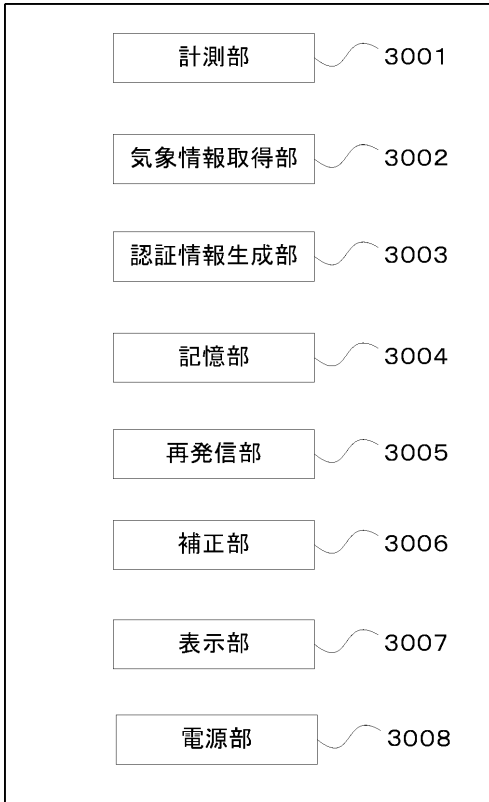 計測部 3001
気象情報取得部 3002
認証情報生成部 3003
記憶部 3004
再発信部 3005
補正部 3006
表示部 3007
電源部 3008